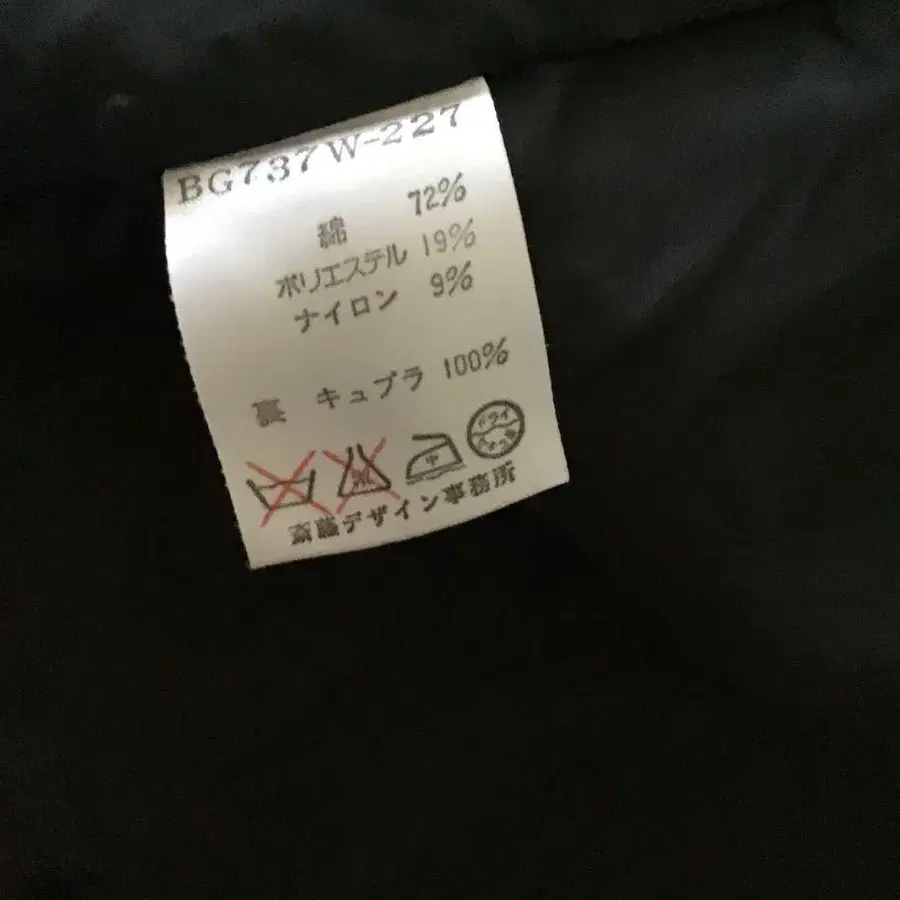 BG737W-227
綿 72%
ポリエステル 19%
ナイロン 9%
裏 キュプラ 100%
中
ドライ
斎藤デザイン事務所